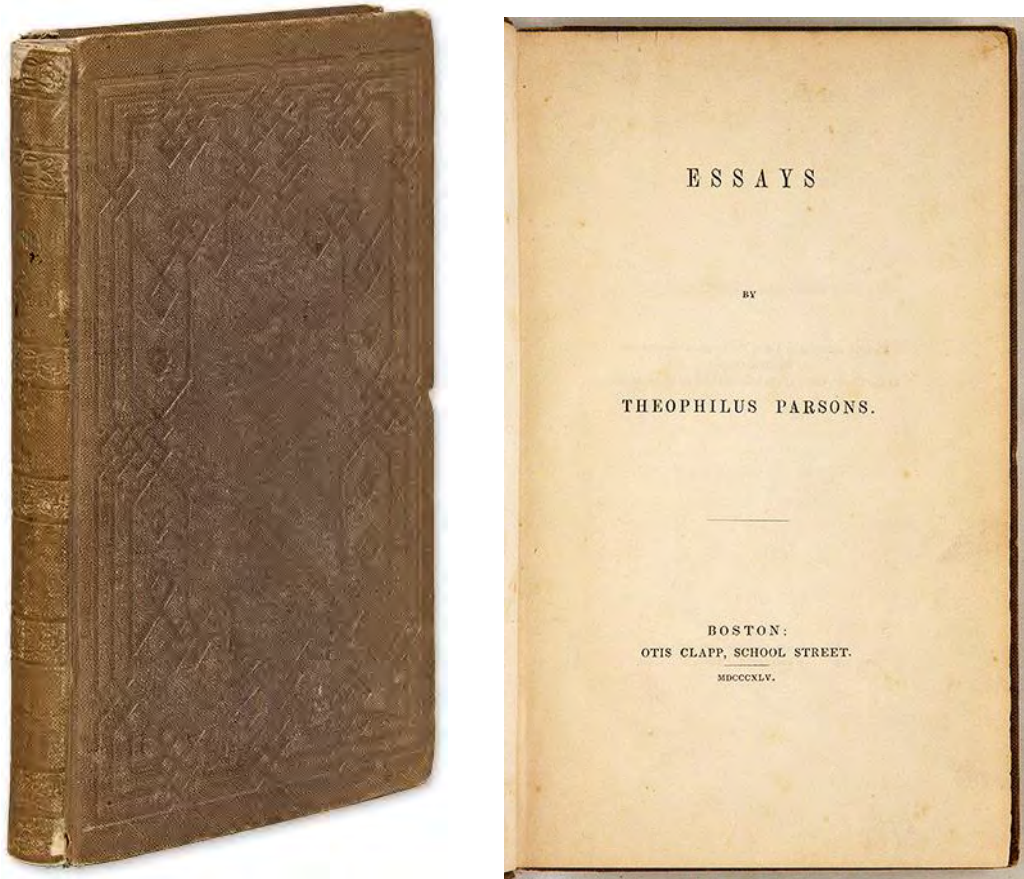 ESSAYS
BY
THEOPHILUS PARSONS.
BOSTON:
OTIS CLAPP, SCHOOL STREET.
MDCCCXLV.